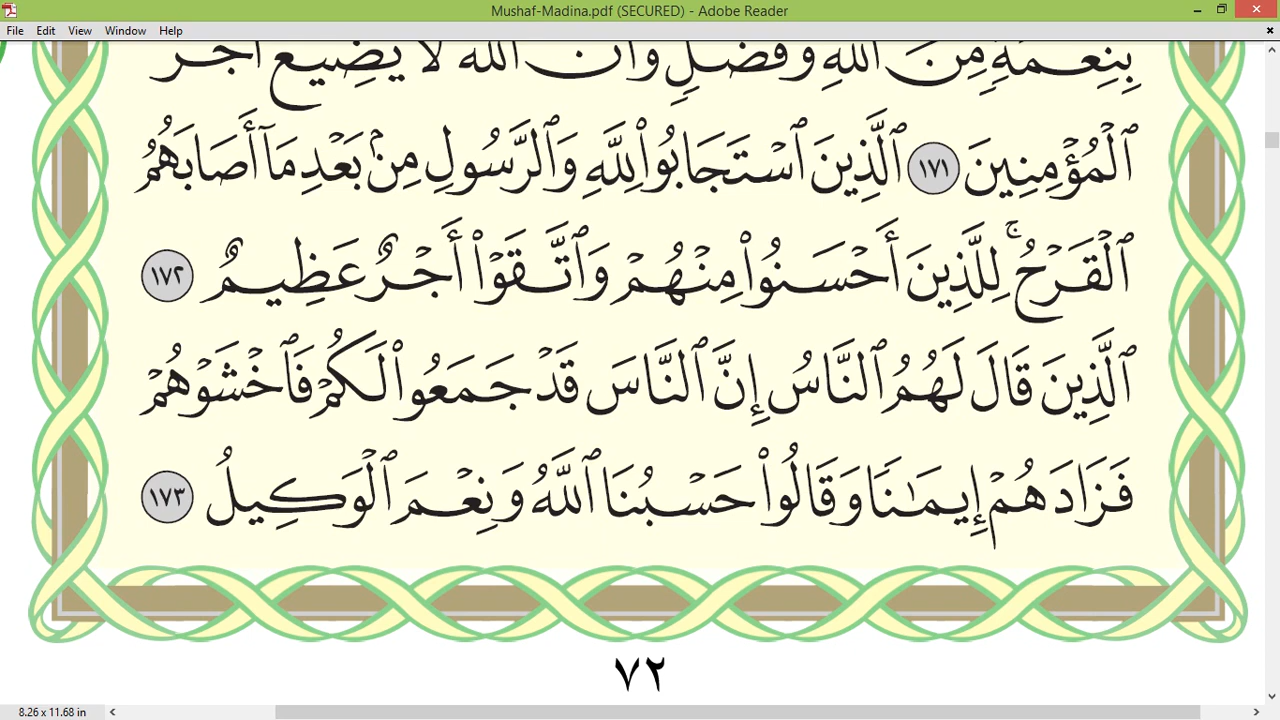 Mushaf-Madina.pdf (SECURED) - Adobe Reader
File Edit View Window Help
بِنِعْمَةٍ مِّنَ ٱللَّهِ وَفَضْلٍ وَأَنَّ ٱللَّهَ لَا يُضِيعُ أَجْرَ
ٱلْمُؤْمِنِينَ ١٧١ ٱلَّذِينَ ٱسْتَجَابُوا۟ لِلَّهِ وَٱلرَّسُولِ مِنۢ بَعْدِ مَآ أَصَابَهُمُ
ٱلْقَرْحُ ۚ لِلَّذِينَ أَحْسَنُوا۟ مِنْهُمْ وَٱتَّقَوْا۟ أَجْرٌ عَظِيمٌ ١٧٢
ٱلَّذِينَ قَالَ لَهُمُ ٱلنَّاسُ إِنَّ ٱلنَّاسَ قَدْ جَمَعُوا۟ لَكُمْ فَٱخْشَوْهُمْ
فَزَادَهُمْ إِيمَـٰنًا وَقَالُوا۟ حَسْبُنَا ٱللَّهُ وَنِعْمَ ٱلْوَكِيلُ ١٧٣
٧٢
8.26 x 11.68 in